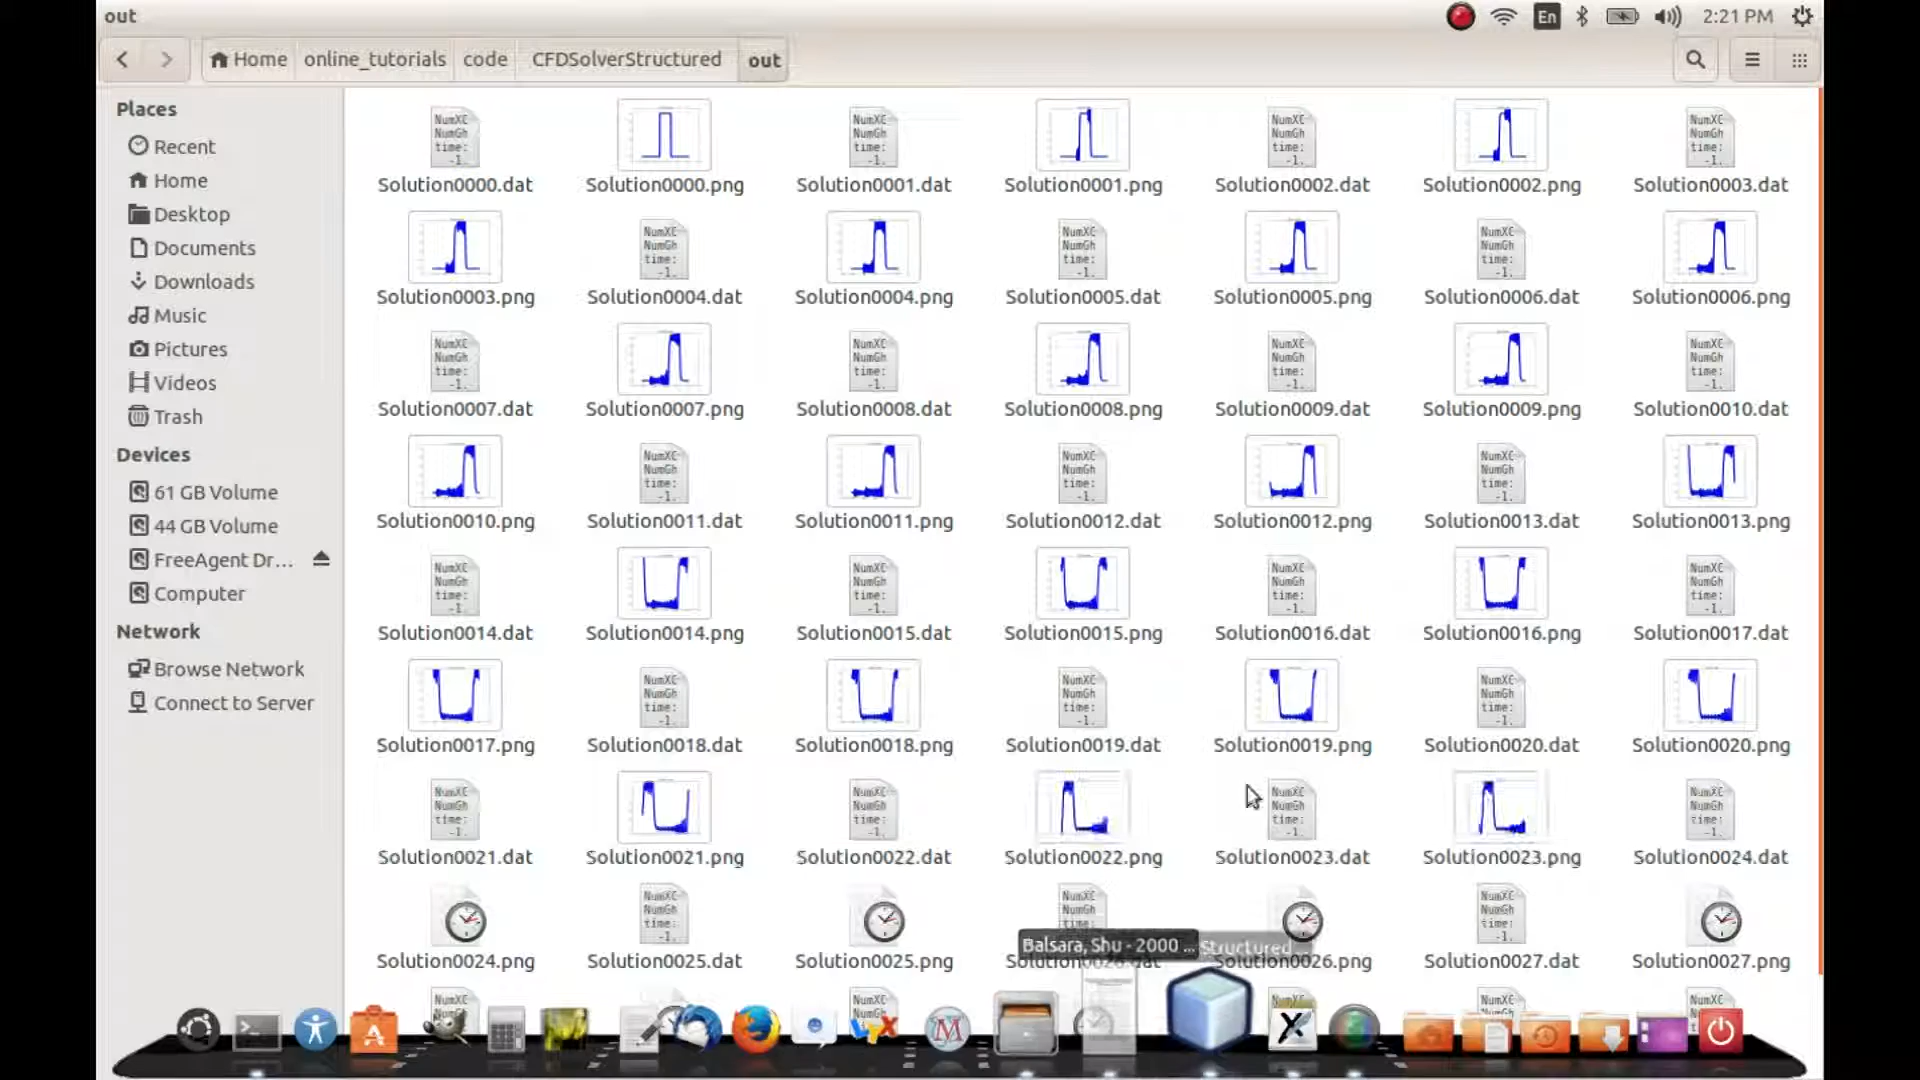 out
En
2:21 PM
Home online_tutorials code CFDSolverStructured out
Places
Recent
Home
Desktop
Documents
Downloads
Music
Pictures
Videos
Trash
Devices
61 GB Volume
44 GB Volume
FreeAgent Dr...
Computer
Network
Browse Network
Connect to Server
Solution0000.dat Solution0000.png Solution0001.dat Solution0001.png Solution0002.dat Solution0002.png Solution0003.dat
Solution0003.png Solution0004.dat Solution0004.png Solution0005.dat Solution0005.png Solution0006.dat Solution0006.png
Solution0007.dat Solution0007.png Solution0008.dat Solution0008.png Solution0009.dat Solution0009.png Solution0010.dat
Solution0010.png Solution0011.dat Solution0011.png Solution0012.dat Solution0012.png Solution0013.dat Solution0013.png
Solution0014.dat Solution0014.png Solution0015.dat Solution0015.png Solution0016.dat Solution0016.png Solution0017.dat
Solution0017.png Solution0018.dat Solution0018.png Solution0019.dat Solution0019.png Solution0020.dat Solution0020.png
Solution0021.dat Solution0021.png Solution0022.dat Solution0022.png Solution0023.dat Solution0023.png Solution0024.dat
Balsara, Shu - 2000 ... Structured
Solution0024.png Solution0025.dat Solution0025.png Solution0026.dat Solution0026.png Solution0027.dat Solution0027.png